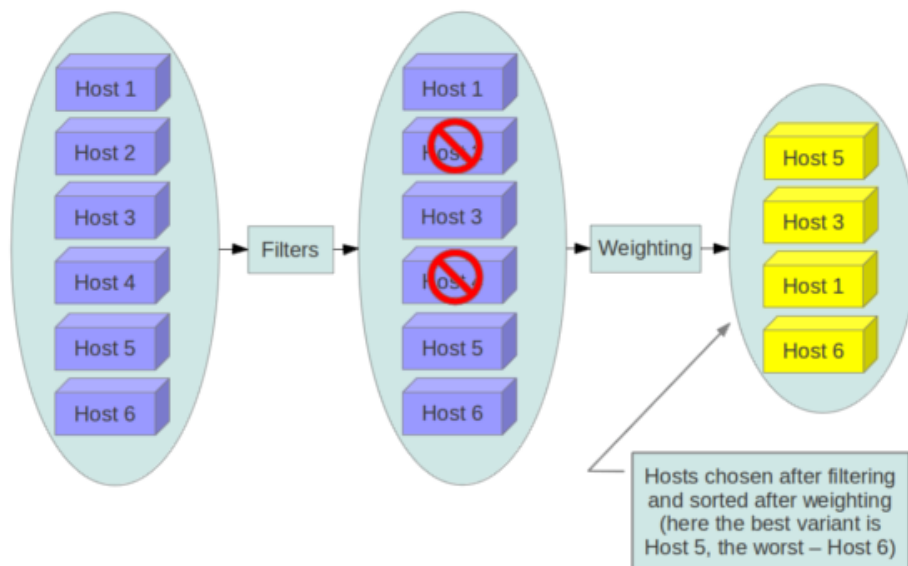 Host 1
Host 2
Host 3
Host 4
Host 5
Host 6
Filters
Host 1
Host
Host 3
Host
Host 5
Host 6
Weighting
Host 5
Host 3
Host 1
Host 6
Hosts chosen after filtering
and sorted after weighting
(here the best variant is
Host 5, the worst – Host 6)